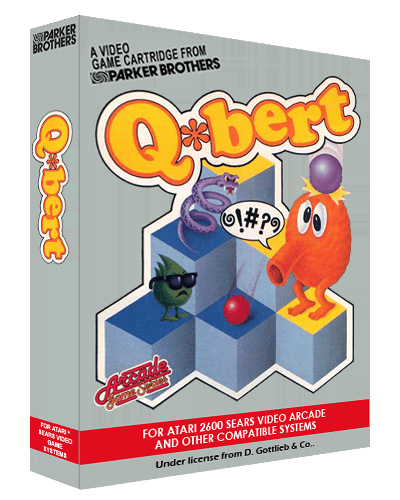 PARKER
BROTHERS
Q*bert
FOR ATARI®
SEARS VIDEO
GAME
SYSTEMS
A VIDEO
GAME CARTRIDGE FROM
PARKER BROTHERS
Q*bert
@!#?
Arcade
Game Series
FOR ATARI 2600 SEARS VIDEO ARCADE
AND OTHER COMPATIBLE SYSTEMS
Under license from D. Gottlieb & Co..